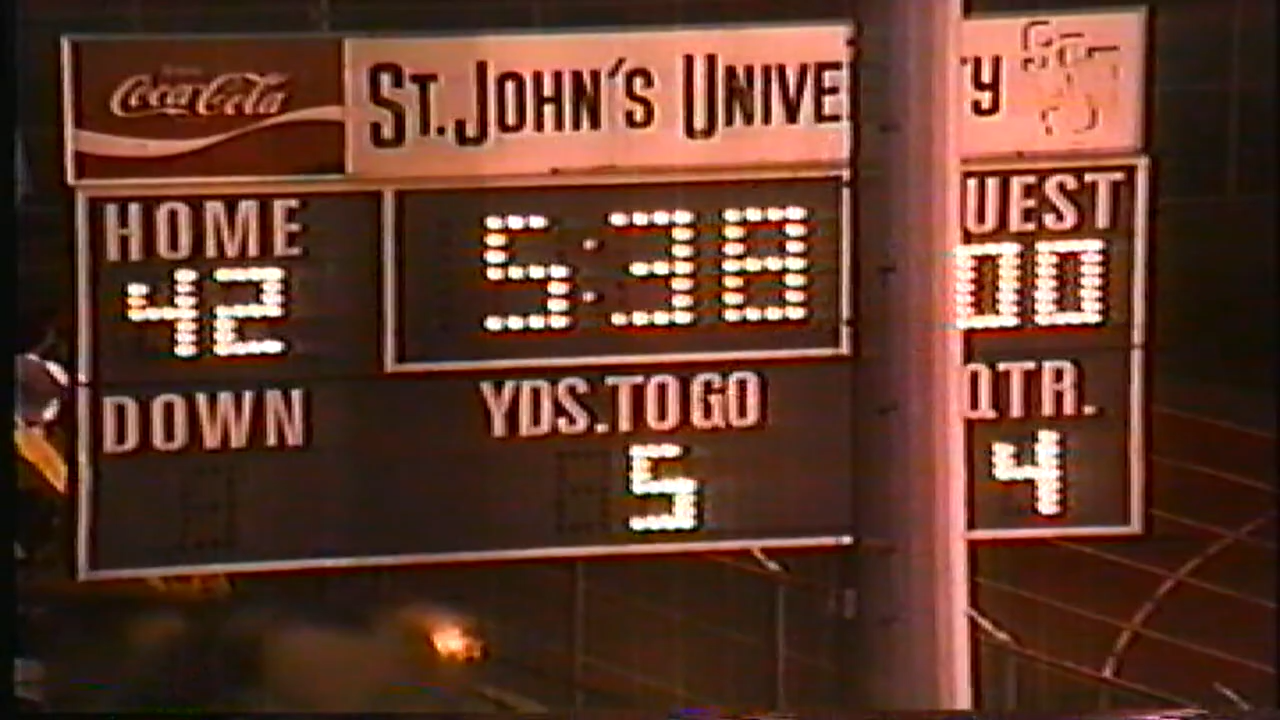 Coca-Cola ST. JOHN'S UNIVE Y
HOME 5:38 UEST
42 00
DOWN YDS. TO GO QTR.
5 4